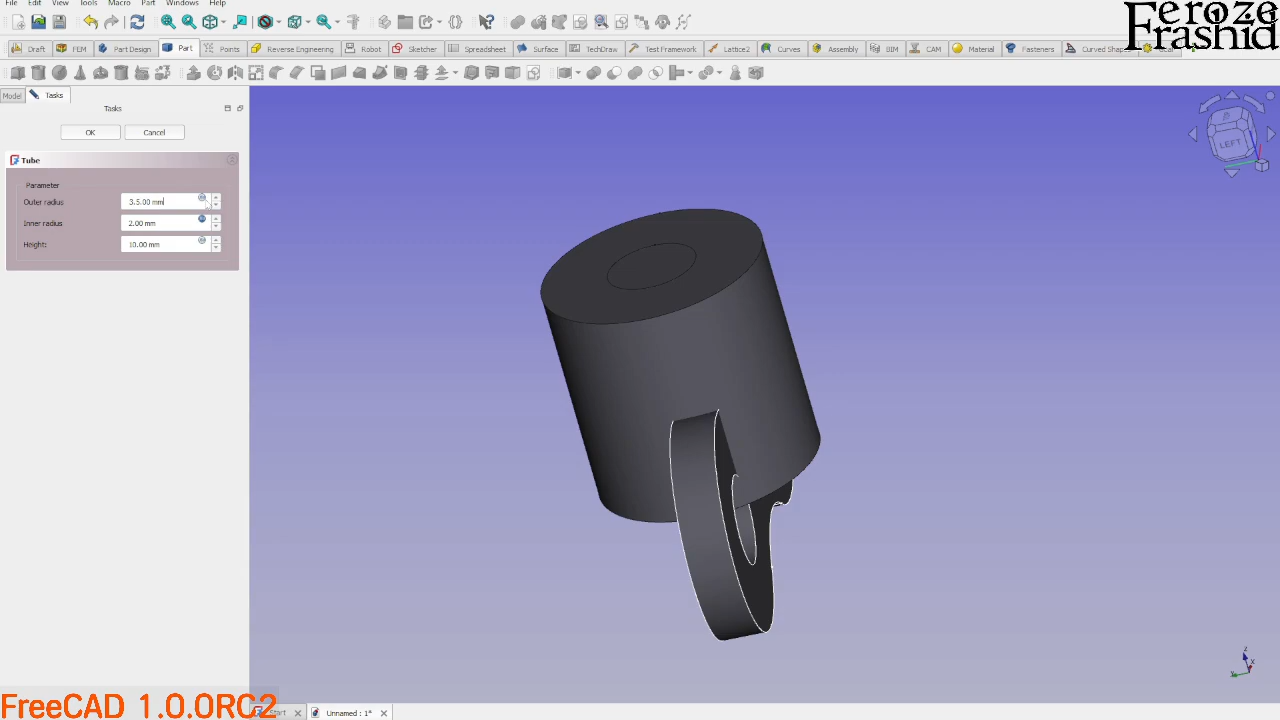 File Edit View Tools Macro Part Windows Help
Feroze
Frashid
Draft FEM Part Design Part Points Reverse Engineering Robot Sketcher Spreadsheet Surface TechDraw Test Framework Lattice2 Curves Assembly BIM CAM Material Fasteners Curved Shapes
Model Tasks
Tasks
OK Cancel
Tube
Parameter
Outer radius 3.5.00 mm
Inner radius 2.00 mm
Height: 10.00 mm
LEFT
Z
X
FreeCAD 1.0.0RC2
Start Unnamed : 1*